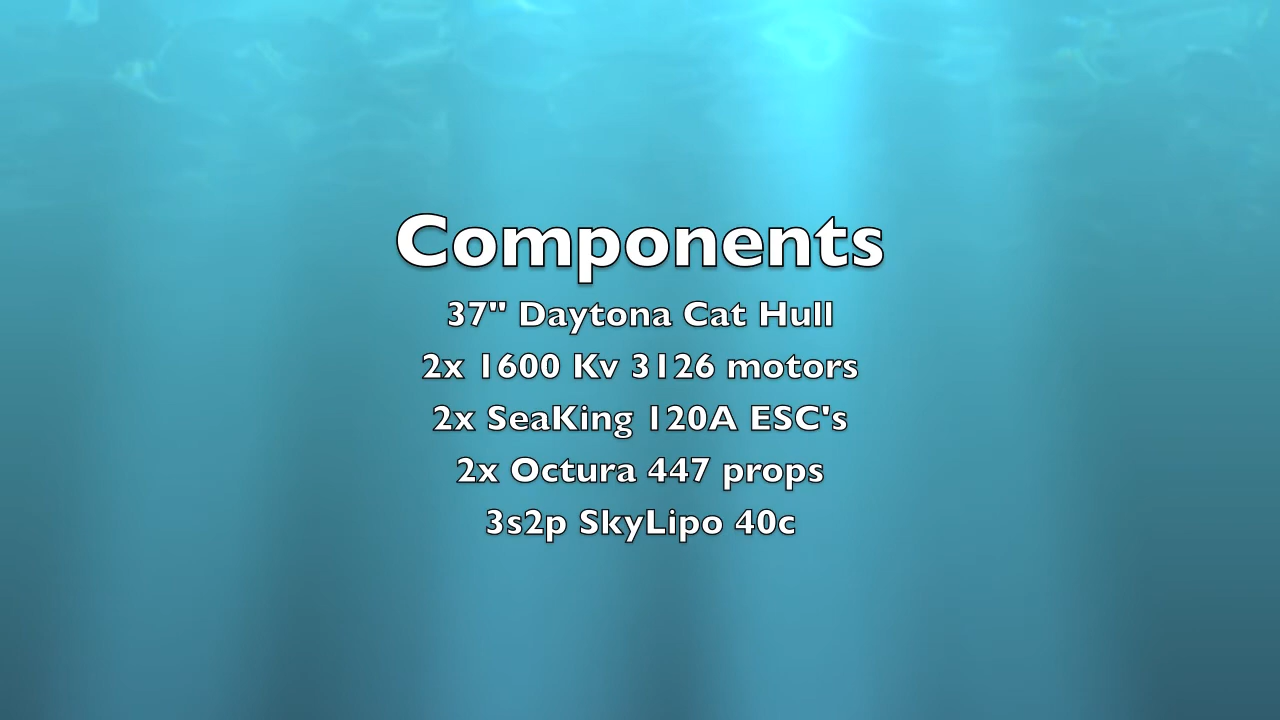 Components
37" Daytona Cat Hull
2x 1600 Kv 3126 motors
2x SeaKing 120A ESC's
2x Octura 447 props
3s2p SkyLipo 40c